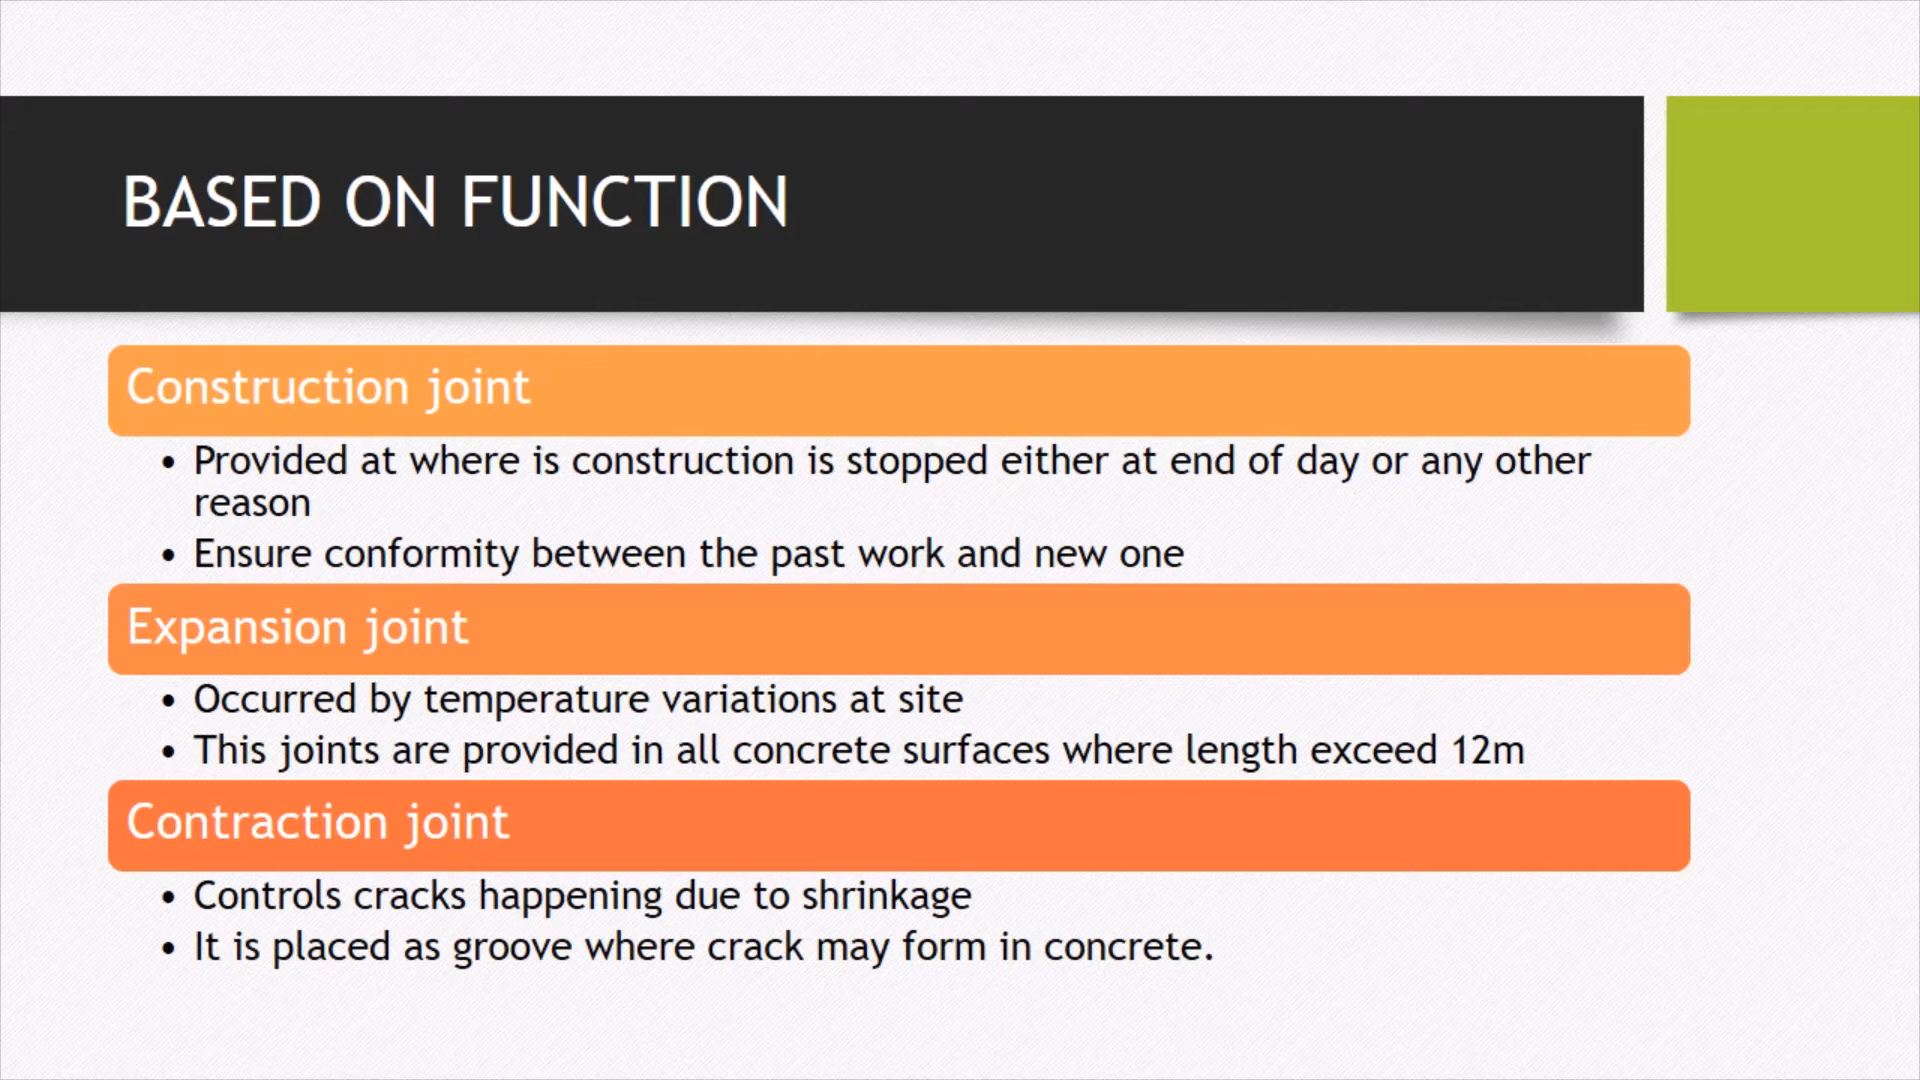 BASED ON FUNCTION
Construction joint
• Provided at where is construction is stopped either at end of day or any other
reason
• Ensure conformity between the past work and new one
Expansion joint
• Occurred by temperature variations at site
• This joints are provided in all concrete surfaces where length exceed 12m
Contraction joint
• Controls cracks happening due to shrinkage
• It is placed as groove where crack may form in concrete.